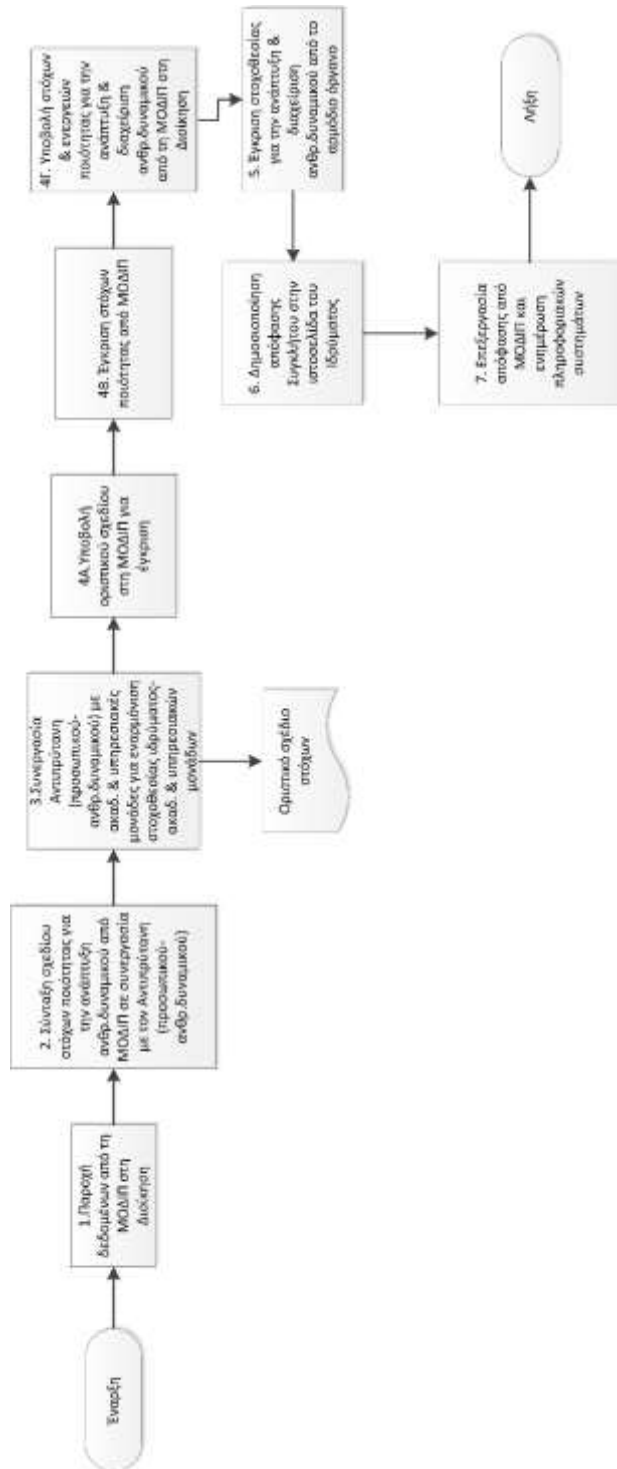 Έναρξη
1.Παροχή
δεδομένων από τη
ΜΟΔΙΠ στη
Διοίκηση
2. Σύνταξη σχεδίου
στόχων ποιότητας για
την ανάπτυξη
ανθρ.δυναμικού από
ΜΟΔΙΠ σε συνεργασία
με τον Αντιπρύτανη
(προσωπικού-
ανθρ.δυναμικού)
3.Συνεργασία
Αντιπρύτανη
(προσωπικού-
ανθρ.δυναμικού) με
ακαδ. & υπηρεσιακές
μονάδες για εναρμόνιση
στοχοθεσίας ιδρύματος-
ακαδ. & υπηρεσιακών
μονάδων
Οριστικό σχέδιο
στόχων
4Α.Υποβολή
οριστικού σχεδίου
στη ΜΟΔΙΠ για
έγκριση
4Β. Έγκριση στόχων
ποιότητας από ΜΟΔΙΠ
4Γ. Υποβολή στόχων
& ενεργειών
ποιότητας για την
ανάπτυξη &
διαχείριση
ανθρ.δυναμικού
από τη ΜΟΔΙΠ στη
Διοίκηση
5. Έγκριση στοχοθεσίας
για την ανάπτυξη &
διαχείριση
ανθρ.δυναμικού από το
αρμόδιο όργανο
6. Δημοσιοποίηση
απόφασης
Συγκλήτου στην
ιστοσελίδα του
Ιδρύματος
7. Επεξεργασία
απόφασης από
ΜΟΔΙΠ και
ενημέρωση
πληροφοριακών
συστημάτων
Λήξη